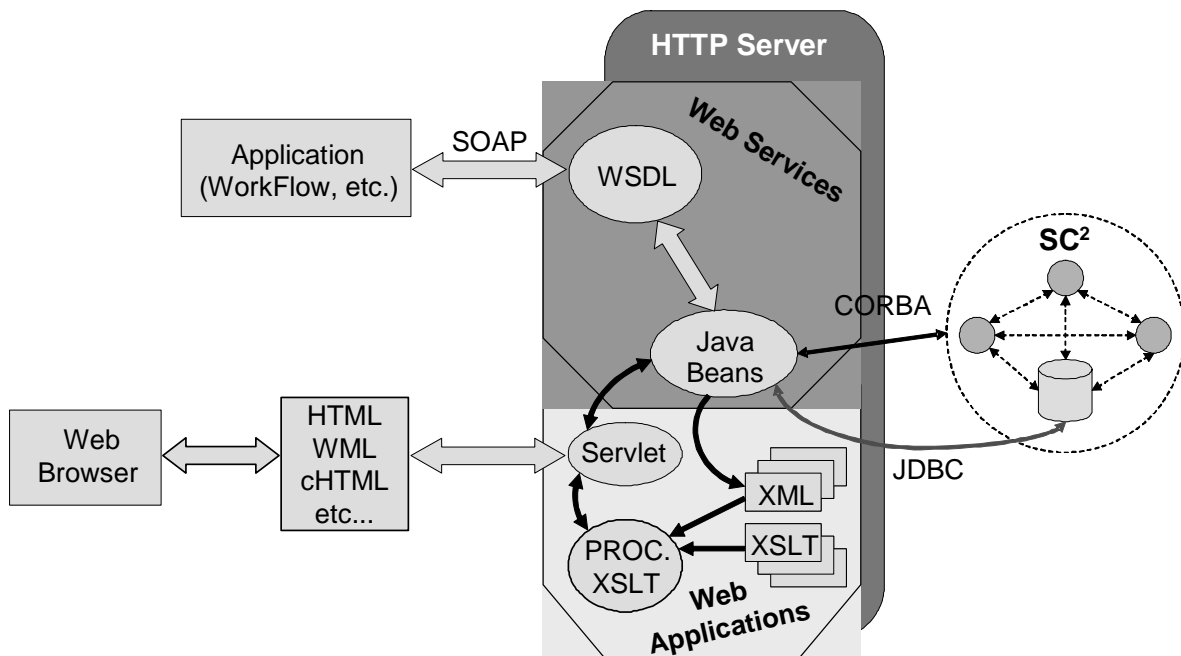 HTTP Server
Web Services
SOAP
Application
(WorkFlow, etc.)
WSDL
SC²
CORBA
Java
Beans
HTML
WML
cHTML
etc...
Web
Browser
Servlet
JDBC
XML
XSLT
PROC.
XSLT
Web
Applications